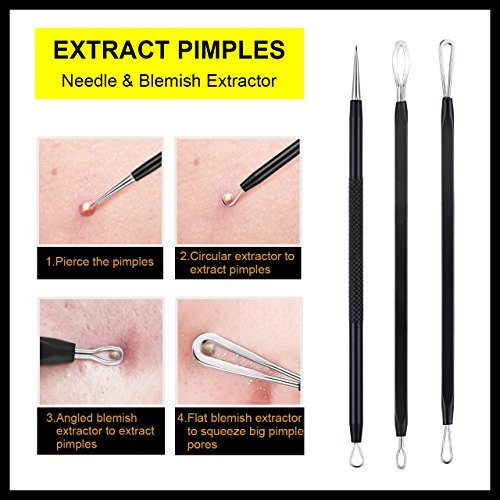 EXTRACT PIMPLES
Needle & Blemish Extractor
1.Pierce the pimples
2.Circular extractor to
extract pimples
3.Angled blemish
extractor to extract
pimples
4.Flat blemish extractor
to squeeze big pimple
pores